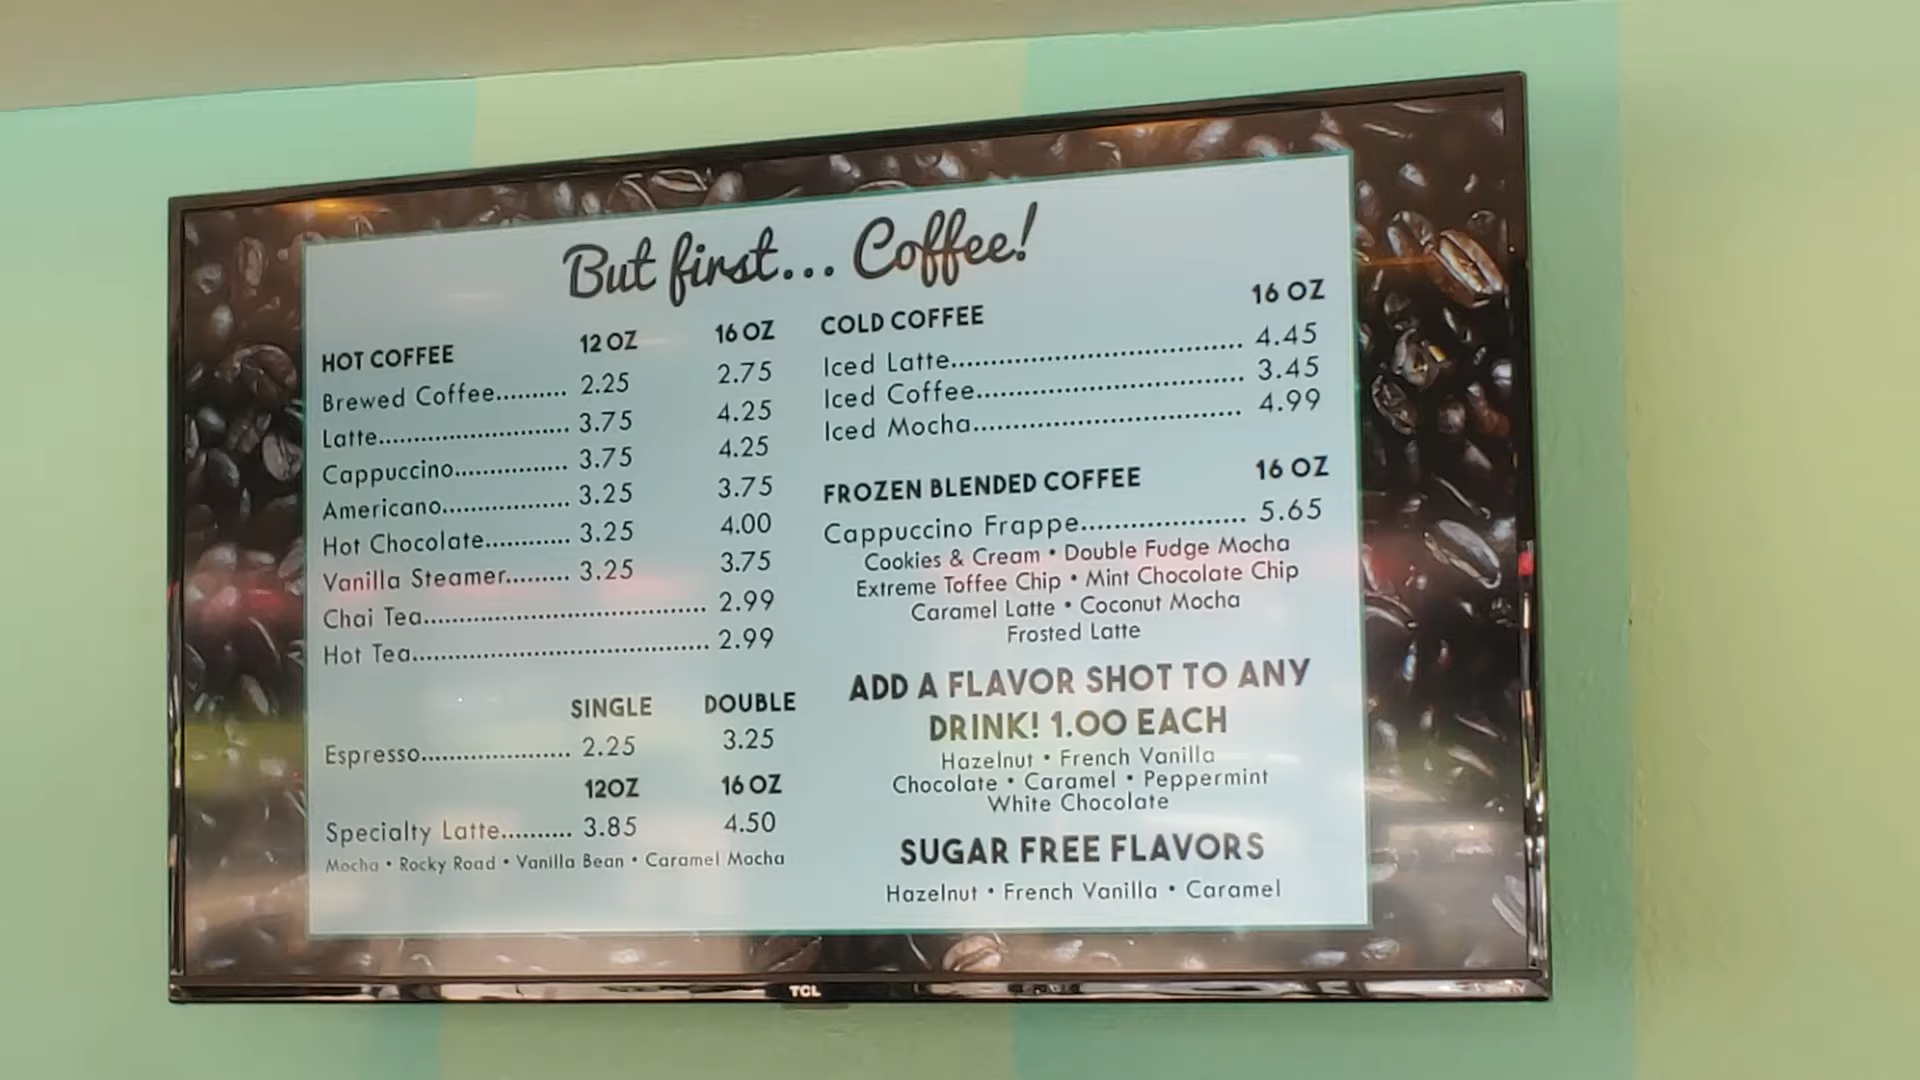 But first... Coffee!
HOT COFFEE 12 OZ 16 OZ
Brewed Coffee.......... 2.25 2.75
Latte........................... 3.75 4.25
Cappuccino................ 3.75 4.25
Americano.................. 3.25 3.75
Hot Chocolate............ 3.25 4.00
Vanilla Steamer......... 3.25 3.75
Chai Tea........................................ 2.99
Hot Tea.......................................... 2.99
SINGLE DOUBLE
Espresso..................... 2.25 3.25
12OZ 16 OZ
Specialty Latte.......... 3.85 4.50
Mocha • Rocky Road • Vanilla Bean • Caramel Mocha
COLD COFFEE 16 OZ
Iced Latte......................................... 4.45
Iced Coffee...................................... 3.45
Iced Mocha...................................... 4.99
FROZEN BLENDED COFFEE 16 OZ
Cappuccino Frappe....................... 5.65
Cookies & Cream • Double Fudge Mocha
Extreme Toffee Chip • Mint Chocolate Chip
Caramel Latte • Coconut Mocha
Frosted Latte
ADD A FLAVOR SHOT TO ANY
DRINK! 1.00 EACH
Hazelnut • French Vanilla
Chocolate • Caramel • Peppermint
White Chocolate
SUGAR FREE FLAVORS
Hazelnut • French Vanilla • Caramel
TCL